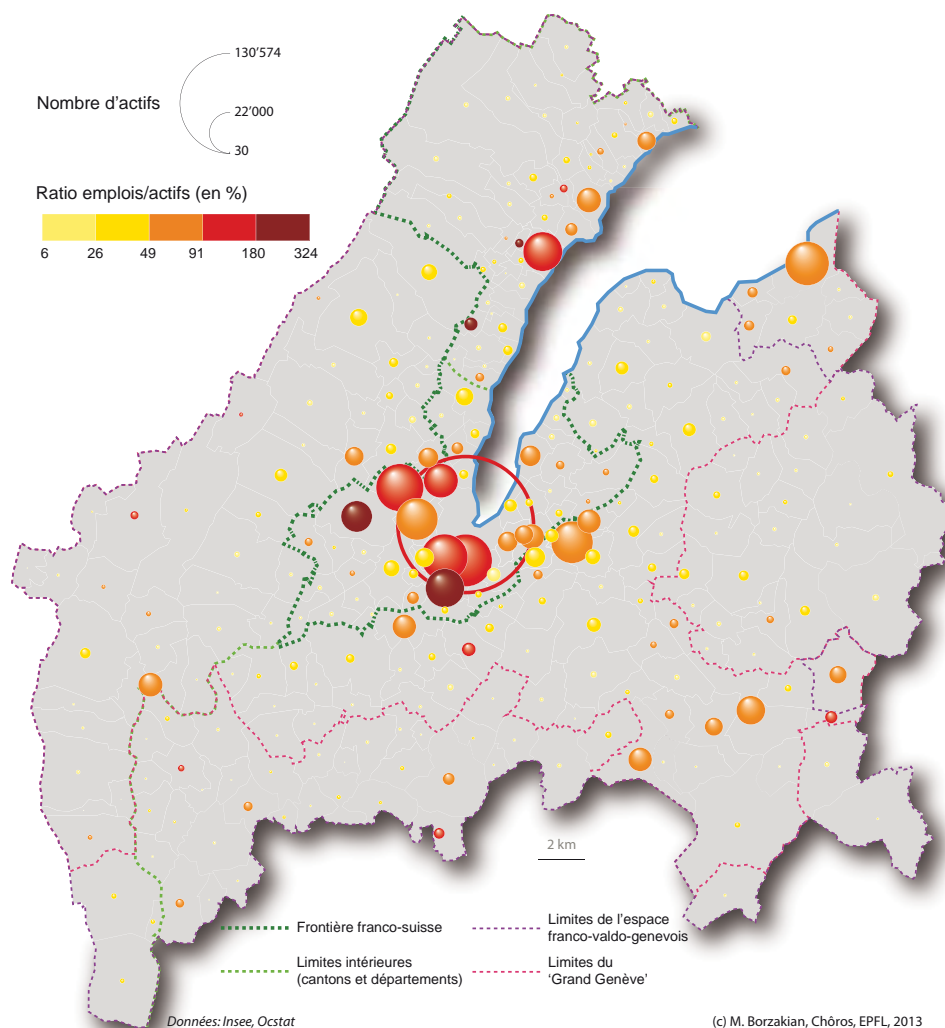 130'574
Nombre d'actifs
22'000
30
Ratio emplois/actifs (en %)
6 26 49 91 180 324
2 km
Frontière franco-suisse
Limites de l'espace
franco-valdo-genevois
Limites intérieures
(cantons et départements)
Limites du
'Grand Genève'
Données: Insee, Ocstat
(c) M. Borzakian, Chôros, EPFL, 2013